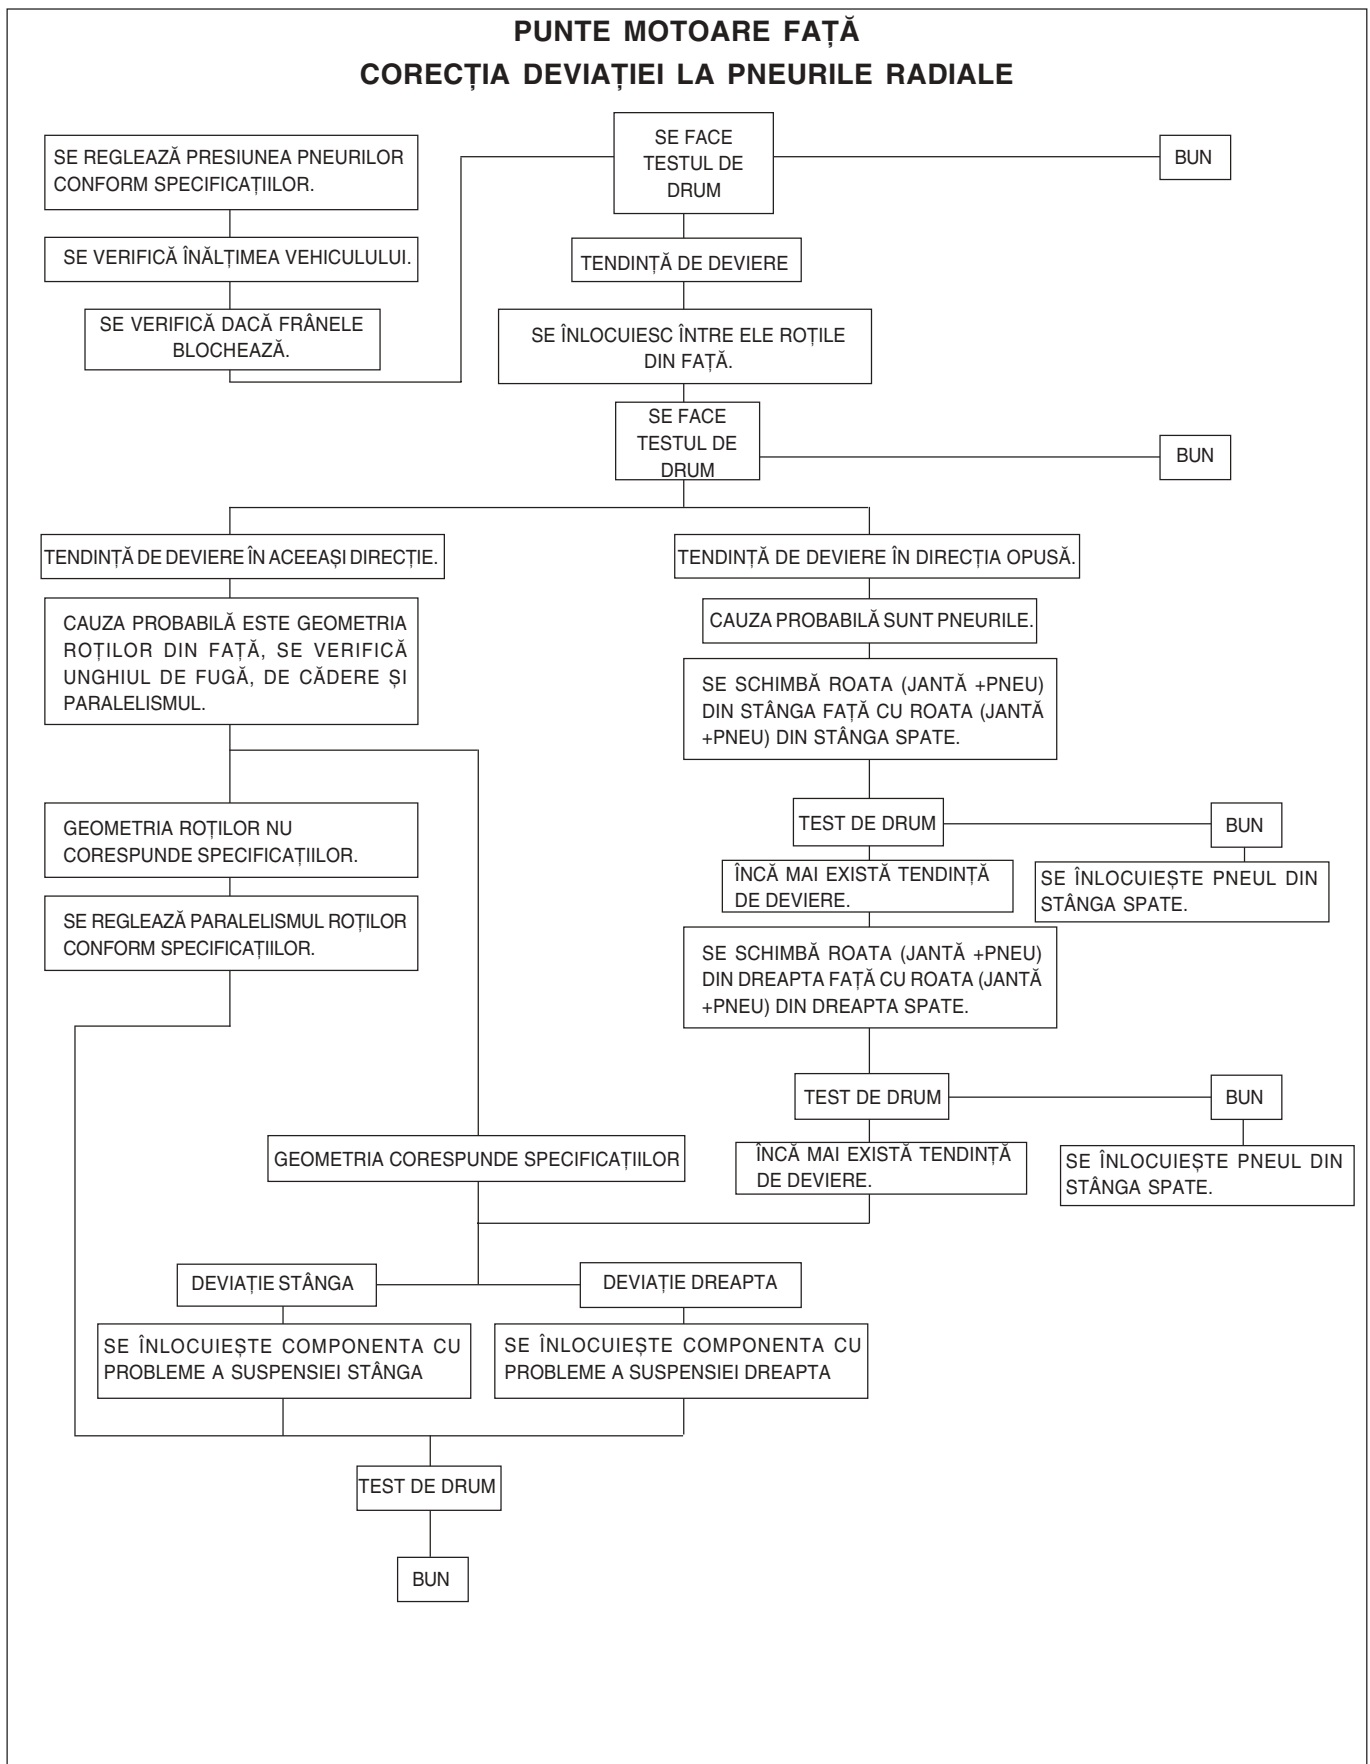 PUNTE MOTOARE FAȚĂ
CORECȚIA DEVIAȚIEI LA PNEURILE RADIALE
SE REGLEAZĂ PRESIUNEA PNEURILOR
CONFORM SPECIFICAȚIILOR.
SE VERIFICĂ ÎNĂLȚIMEA VEHICULULUI.
SE VERIFICĂ DACĂ FRÂNELE
BLOCHEAZĂ.
SE FACE
TESTUL DE
DRUM
BUN
TENDINȚĂ DE DEVIERE
SE ÎNLOCUIESC ÎNTRE ELE ROȚILE
DIN FAȚĂ.
SE FACE
TESTUL DE
DRUM
BUN
TENDINȚĂ DE DEVIERE ÎN ACEEAȘI DIRECȚIE.
CAUZA PROBABILĂ ESTE GEOMETRIA
ROȚILOR DIN FAȚĂ, SE VERIFICĂ
UNGHIUL DE FUGĂ, DE CĂDERE ȘI
PARALELISMUL.
GEOMETRIA ROȚILOR NU
CORESPUNDE SPECIFICAȚIILOR.
SE REGLEAZĂ PARALELISMUL ROȚILOR
CONFORM SPECIFICAȚIILOR.
TENDINȚĂ DE DEVIERE ÎN DIRECȚIA OPUSĂ.
CAUZA PROBABILĂ SUNT PNEURILE.
SE SCHIMBĂ ROATA (JANTĂ +PNEU)
DIN STÂNGA FAȚĂ CU ROATA (JANTĂ
+PNEU) DIN STÂNGA SPATE.
TEST DE DRUM
BUN
ÎNCĂ MAI EXISTĂ TENDINȚĂ
DE DEVIERE.
SE ÎNLOCUIEȘTE PNEUL DIN
STÂNGA SPATE.
SE SCHIMBĂ ROATA (JANTĂ +PNEU)
DIN DREAPTA FAȚĂ CU ROATA (JANTĂ
+PNEU) DIN DREAPTA SPATE.
TEST DE DRUM
BUN
GEOMETRIA CORESPUNDE SPECIFICAȚIILOR
ÎNCĂ MAI EXISTĂ TENDINȚĂ
DE DEVIERE.
SE ÎNLOCUIEȘTE PNEUL DIN
STÂNGA SPATE.
DEVIAȚIE STÂNGA
DEVIAȚIE DREAPTA
SE ÎNLOCUIEȘTE COMPONENTA CU
PROBLEME A SUSPENSIEI STÂNGA
SE ÎNLOCUIEȘTE COMPONENTA CU
PROBLEME A SUSPENSIEI DREAPTA
TEST DE DRUM
BUN